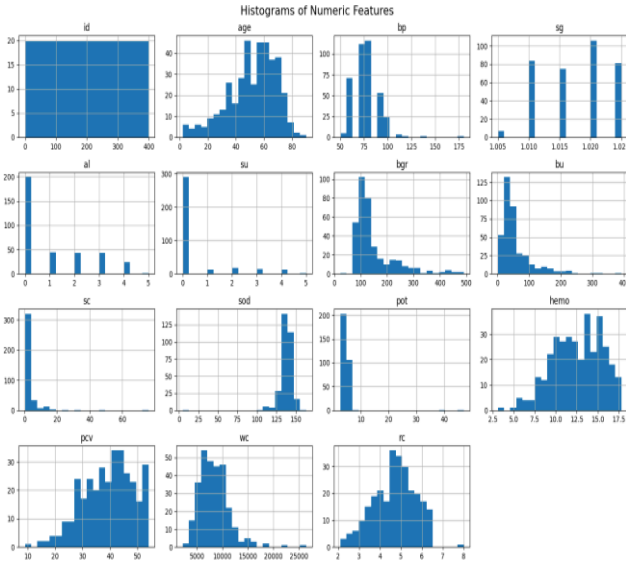 Histograms of Numeric Features
id age bp sg
20 15 10 5 0
0 100 200 300 400
40 30 20 10 0
0 20 40 60 80
100 75 50 25 0
50 75 100 125 150 175
100 80 60 40 20 0
1.005 1.010 1.015 1.020 1.02
al su bgr bu
200 150 100 50 0
0 1 2 3 4 5
300 200 100 0
0 1 2 3 4 5
100 80 60 40 20 0
0 100 200 300 400 500
125 100 75 50 25 0
0 100 200 300 400
sc sod pot hemo
300 200 100 0
0 20 40 60
125 100 75 50 25 0
0 25 50 75 100 125 150
200 150 100 50 0
10 20 30 40
30 20 10 0
2.5 5.0 7.5 10.0 12.5 15.0 17.5
pcv wc rc
30 20 10 0
10 20 30 40 50
50 40 30 20 10 0
5000 10000 15000 20000 25000
30 20 10 0
2 3 4 5 6 7 8